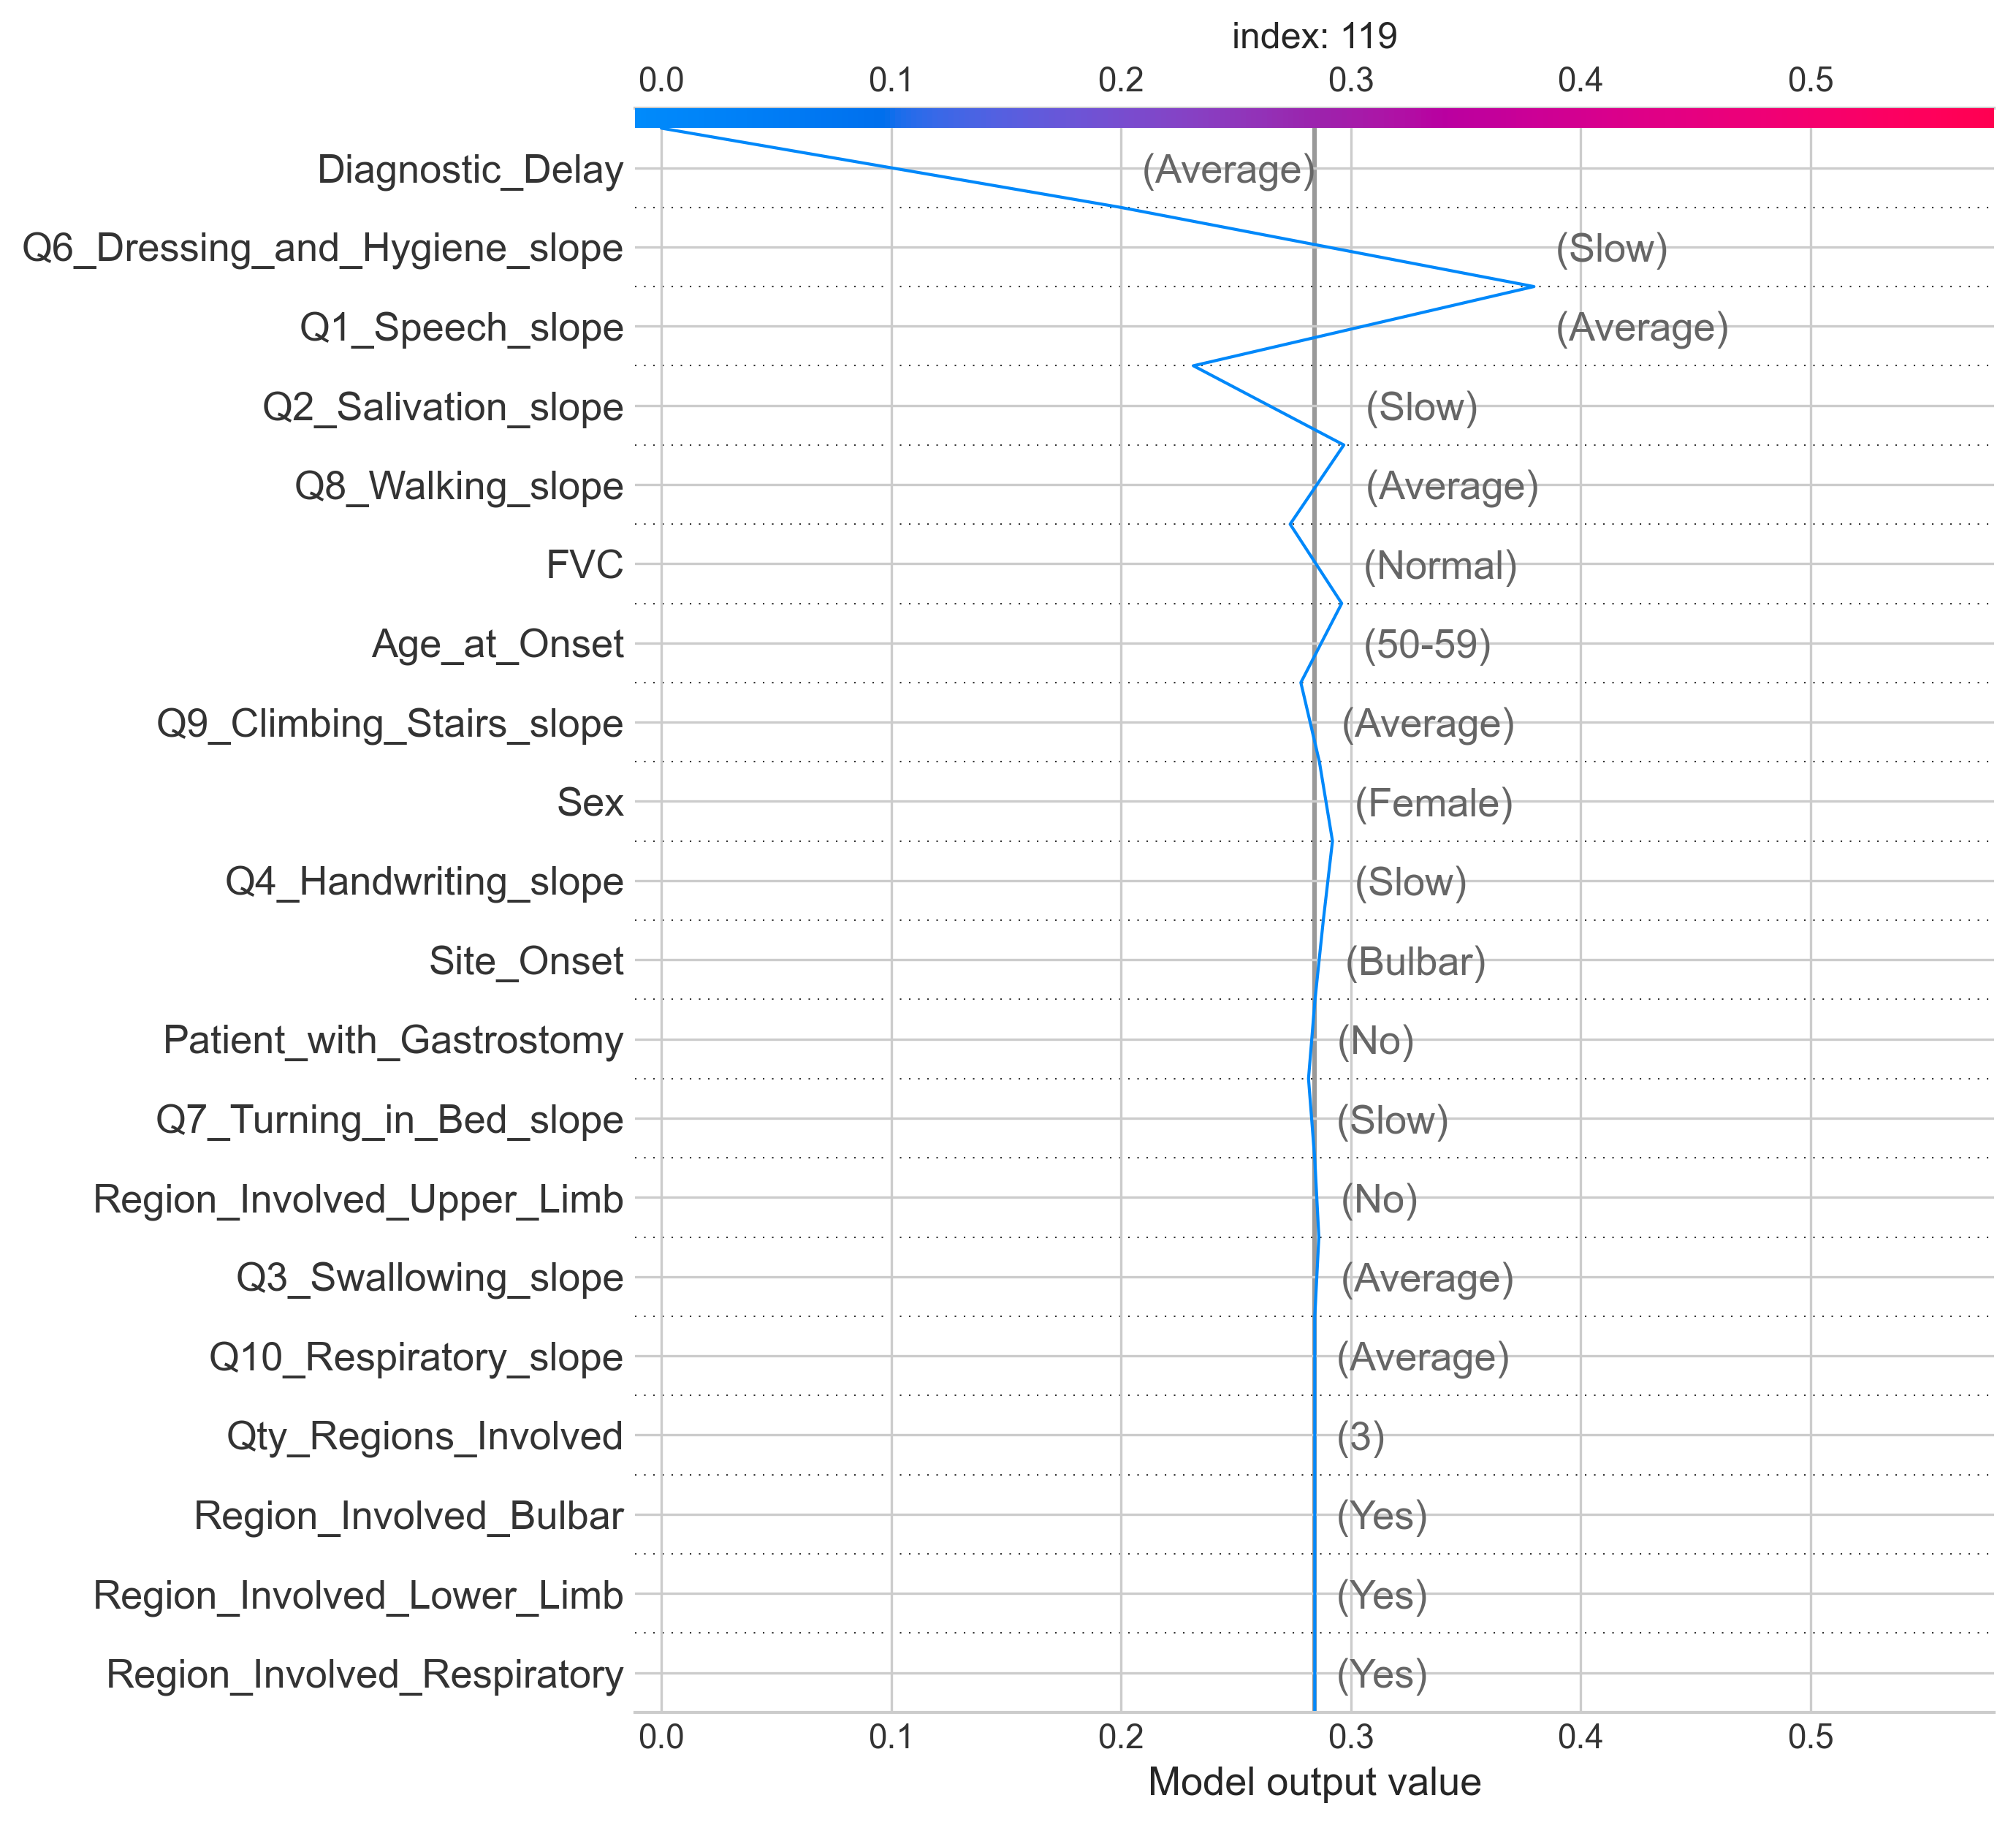 index: 119
0.0 0.1 0.2 0.3 0.4 0.5
Diagnostic_Delay (Average)
Q6_Dressing_and_Hygiene_slope (Slow)
Q1_Speech_slope (Average)
Q2_Salivation_slope (Slow)
Q8_Walking_slope (Average)
FVC (Normal)
Age_at_Onset (50-59)
Q9_Climbing_Stairs_slope (Average)
Sex (Female)
Q4_Handwriting_slope (Slow)
Site_Onset (Bulbar)
Patient_with_Gastrostomy (No)
Q7_Turning_in_Bed_slope (Slow)
Region_Involved_Upper_Limb (No)
Q3_Swallowing_slope (Average)
Q10_Respiratory_slope (Average)
Qty_Regions_Involved (3)
Region_Involved_Bulbar (Yes)
Region_Involved_Lower_Limb (Yes)
Region_Involved_Respiratory (Yes)
0.0 0.1 0.2 0.3 0.4 0.5
Model output value